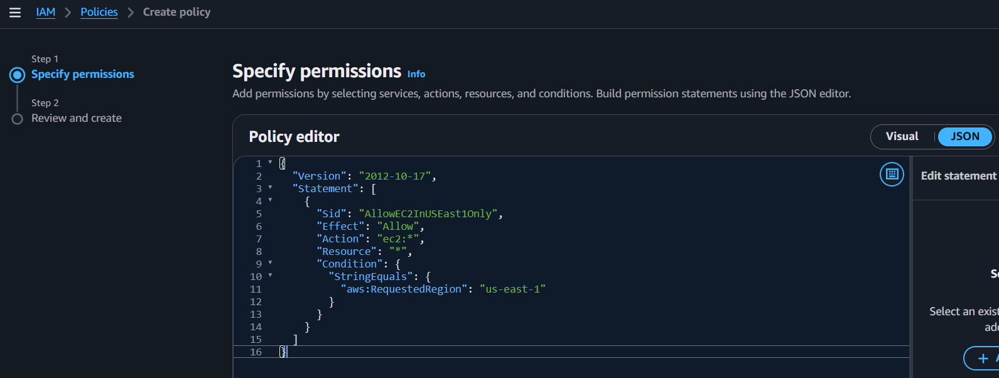 IAM > Policies > Create policy
Step 1
Specify permissions
Step 2
Review and create
Specify permissions Info
Add permissions by selecting services, actions, resources, and conditions. Build permission statements using the JSON editor.
Policy editor
Visual | JSON
1 {
2 "Version": "2012-10-17",
3 "Statement": [
4 {
5 "Sid": "AllowEC2InUSEast1Only",
6 "Effect": "Allow",
7 "Action": "ec2:*",
8 "Resource": "*",
9 "Condition": {
10 "StringEquals": {
11 "aws:RequestedRegion": "us-east-1"
12 }
13 }
14 }
15 ]
16 }
Edit statement
Select an